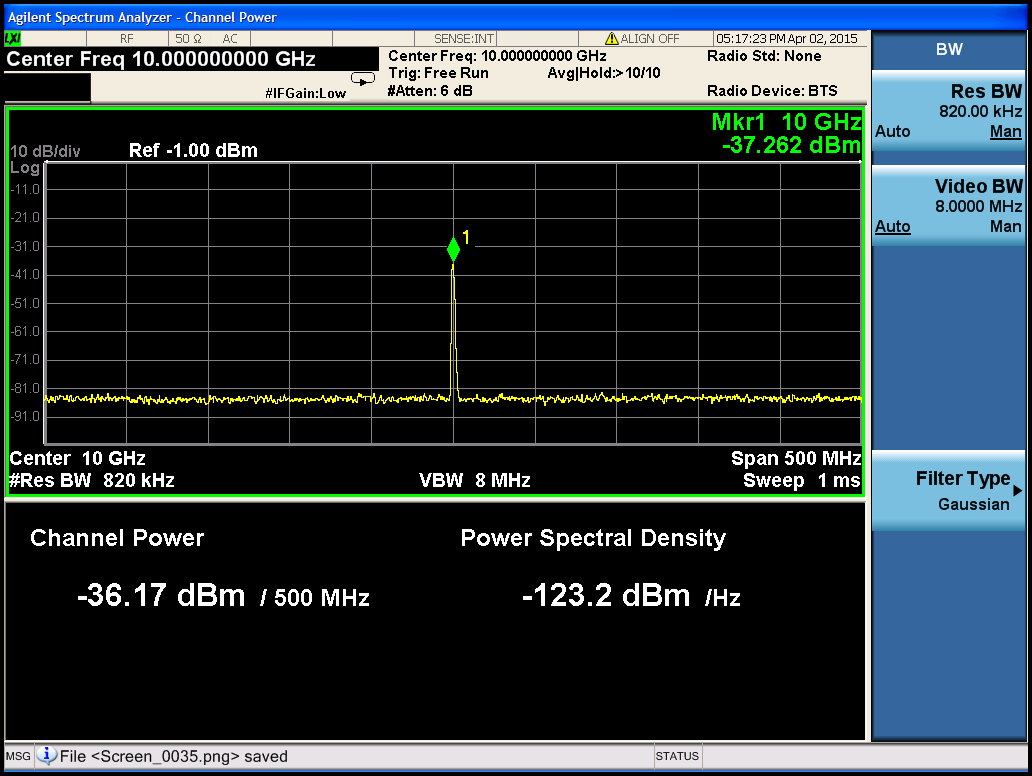 Agilent Spectrum Analyzer - Channel Power
LXI RF 50 Ω AC SENSE:INT ALIGN OFF 05:17:23 PM Apr 02, 2015
Center Freq 10.000000000 GHz
Center Freq: 10.000000000 GHz Radio Std: None
Trig: Free Run Avg|Hold:>10/10
#IFGain:Low #Atten: 6 dB Radio Device: BTS
Mkr1 10 GHz
-37.262 dBm
10 dB/div Ref -1.00 dBm
Log
-11.0
-21.0
-31.0
-41.0
-51.0
-61.0
-71.0
-81.0
-91.0
1
Center 10 GHz Span 500 MHz
#Res BW 820 kHz VBW 8 MHz Sweep 1 ms
Channel Power Power Spectral Density
-36.17 dBm / 500 MHz -123.2 dBm /Hz
BW
Res BW
820.00 kHz
Auto Man
Video BW
8.0000 MHz
Auto Man
Filter Type
Gaussian
MSG File <Screen_0035.png> saved STATUS